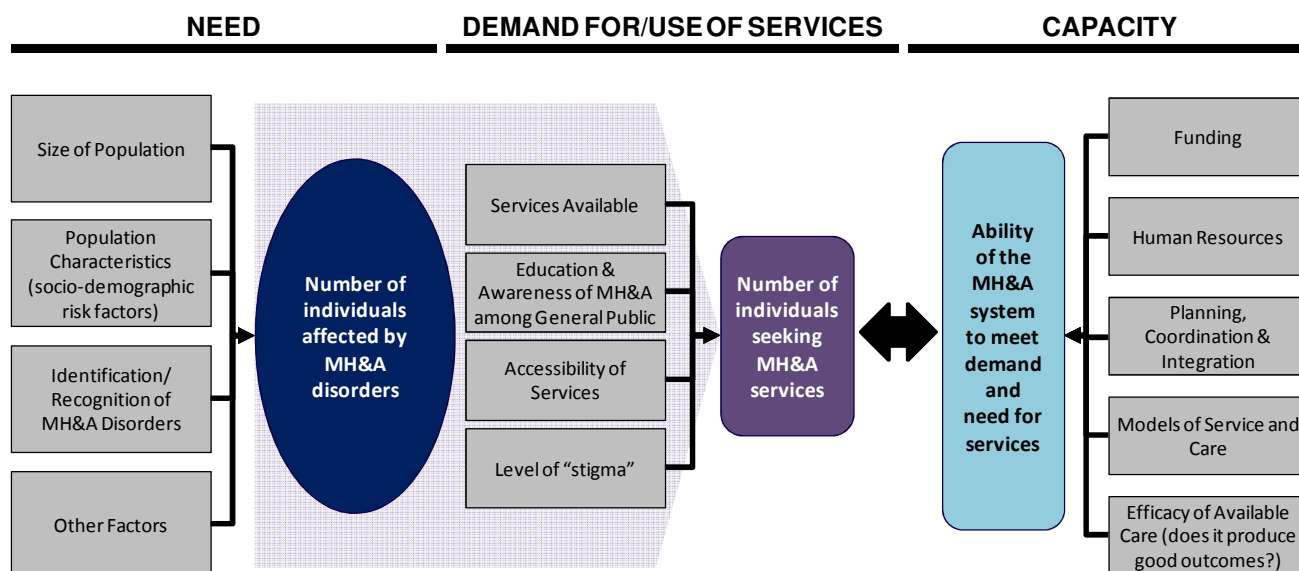 NEED
DEMAND FOR/USE OF SERVICES
CAPACITY
Size of Population
Population
Characteristics
(socio-demographic
risk factors)
Identification/
Recognition of
MH&A Disorders
Other Factors
Number of
individuals
affected by
MH&A
disorders
Services Available
Education &
Awareness of MH&A
among General Public
Accessibility of
Services
Level of “stigma”
Number of
individuals
seeking
MH&A
services
Ability
of the
MH&A
system
to meet
demand
and
need for
services
Funding
Human Resources
Planning,
Coordination &
Integration
Models of Service and
Care
Efficacy of Available
Care (does it produce
good outcomes?)